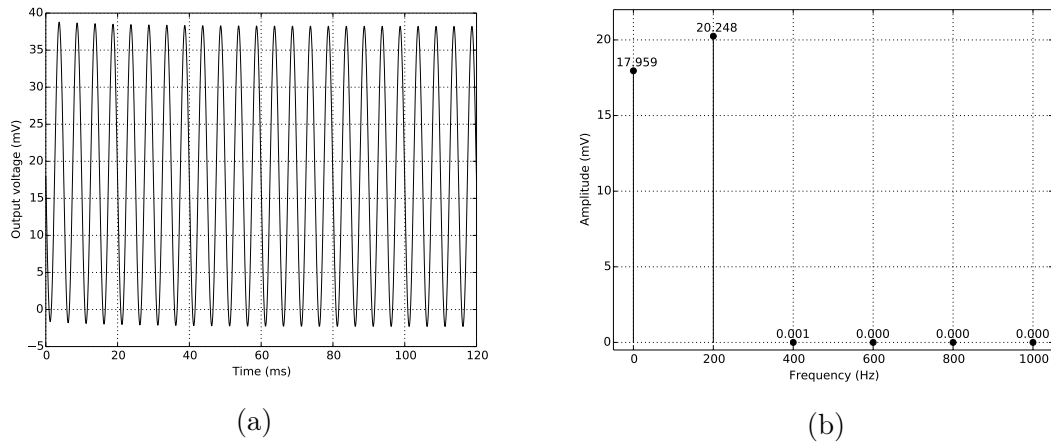 40
35
30
25
20
15
10
5
0
−5
0 20 40 60 80 100 120
Output voltage (mV)
Time (ms)
(a)
20
15
10
5
0
17.959
20.248
0.001
0.000
0.000
0.000
0 200 400 600 800 1000
Amplitude (mV)
Frequency (Hz)
(b)